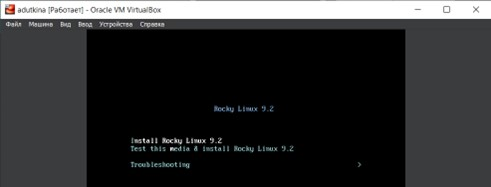 adutkina [Работает] - Oracle VM VirtualBox
Файл Машина Вид Ввод Устройства Справка
Rocky Linux 9.2
Install Rocky Linux 9.2
Test this media & install Rocky Linux 9.2
Troubleshooting >